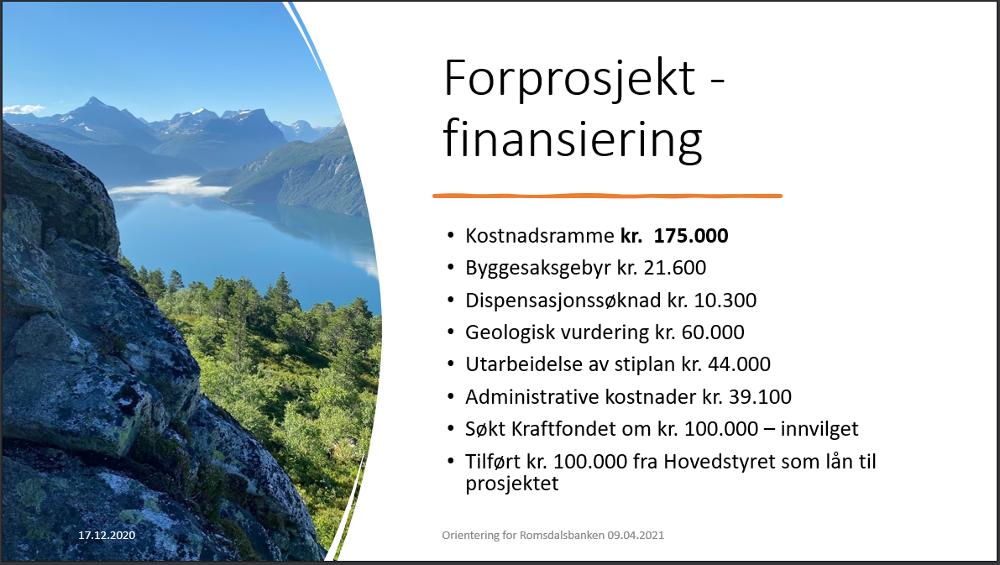 Forprosjekt -
finansiering
• Kostnadsramme kr.  175.000
• Byggesaksgebyr kr. 21.600
• Dispensasjonssøknad kr. 10.300
• Geologisk vurdering kr. 60.000
• Utarbeidelse av stiplan kr. 44.000
• Administrative kostnader kr. 39.100
• Søkt Kraftfondet om kr. 100.000 – innvilget
• Tilført kr. 100.000 fra Hovedstyret som lån til
prosjektet
17.12.2020
Orientering for Romsdalsbanken 09.04.2021